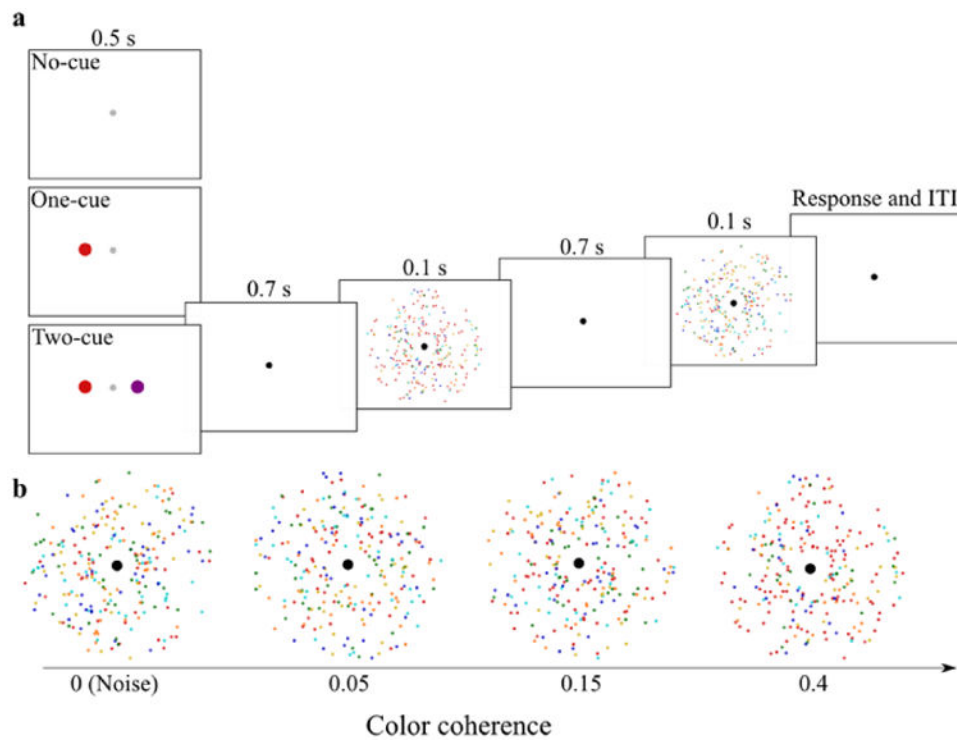 a
0.5 s
No-cue
One-cue
Two-cue
0.7 s
0.1 s
0.7 s
0.1 s
Response and ITI
b
0 (Noise)
0.05
0.15
0.4
Color coherence